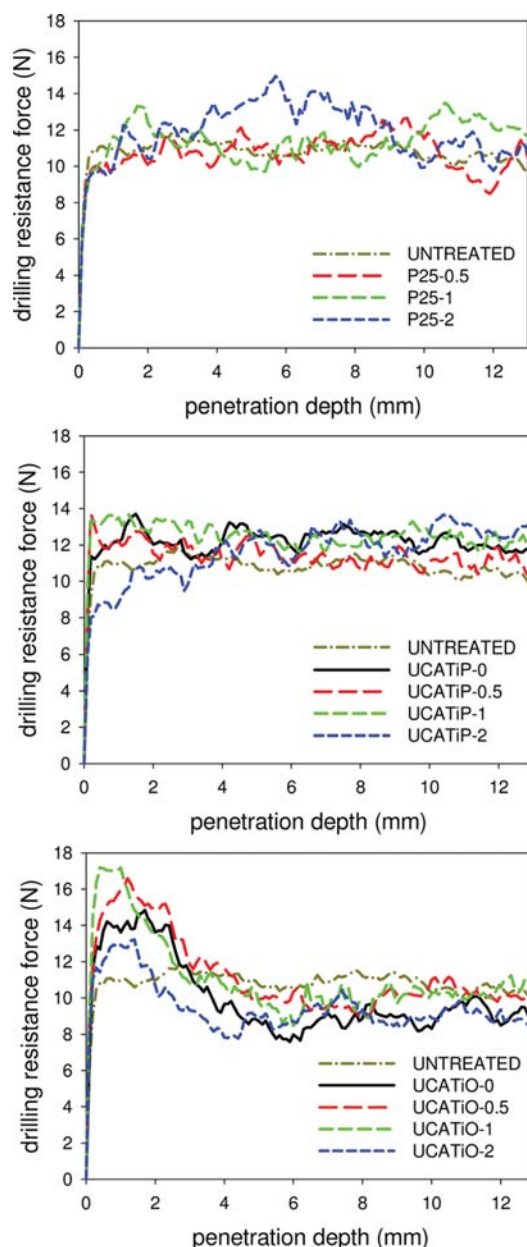 drilling resistance force (N)
18
16
14
12
10
8
6
4
2
0
UNTREATED
P25-0.5
P25-1
P25-2
0 2 4 6 8 10 12
penetration depth (mm)
drilling resistance force (N)
18
16
14
12
10
8
6
4
2
0
UNTREATED
UCATiP-0
UCATiP-0.5
UCATiP-1
UCATiP-2
0 2 4 6 8 10 12
penetration depth (mm)
drilling resistance force (N)
18
16
14
12
10
8
6
4
2
0
UNTREATED
UCATiO-0
UCATiO-0.5
UCATiO-1
UCATiO-2
0 2 4 6 8 10 12
penetration depth (mm)